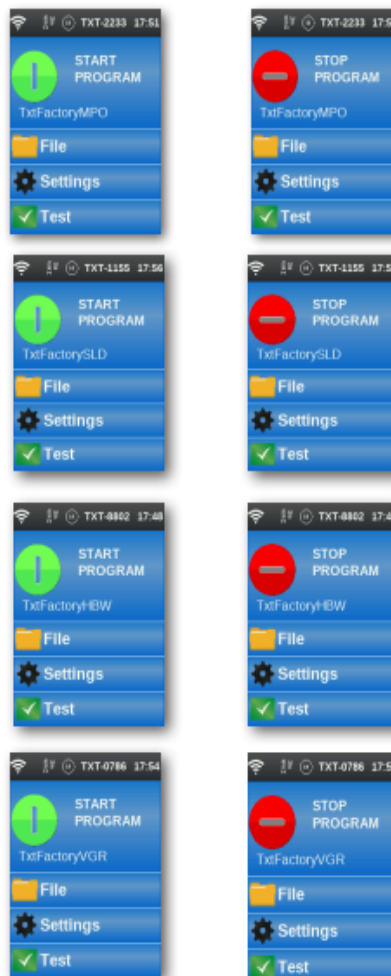 TXT-2233 17:51
START
PROGRAM
TxtFactoryMPO
File
Settings
Test
TXT-2233
STOP
PROGRAM
TxtFactoryMPO
File
Settings
Test
TXT-1155 17:56
START
PROGRAM
TxtFactorySLD
File
Settings
Test
TXT-1155
STOP
PROGRAM
TxtFactorySLD
File
Settings
Test
TXT-8802 17:48
START
PROGRAM
TxtFactoryHBW
File
Settings
Test
TXT-8802
STOP
PROGRAM
TxtFactoryHBW
File
Settings
Test
TXT-0786 17:54
START
PROGRAM
TxtFactoryVGR
File
Settings
Test
TXT-0786
STOP
PROGRAM
TxtFactoryVGR
File
Settings
Test